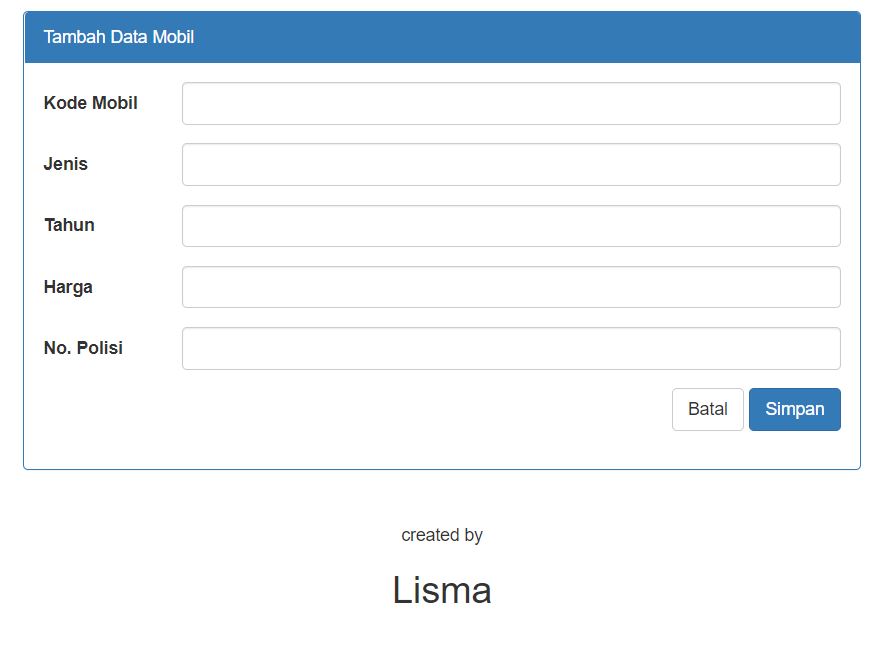 Tambah Data Mobil
Kode Mobil
Jenis
Tahun
Harga
No. Polisi
Batal Simpan
created by
Lisma